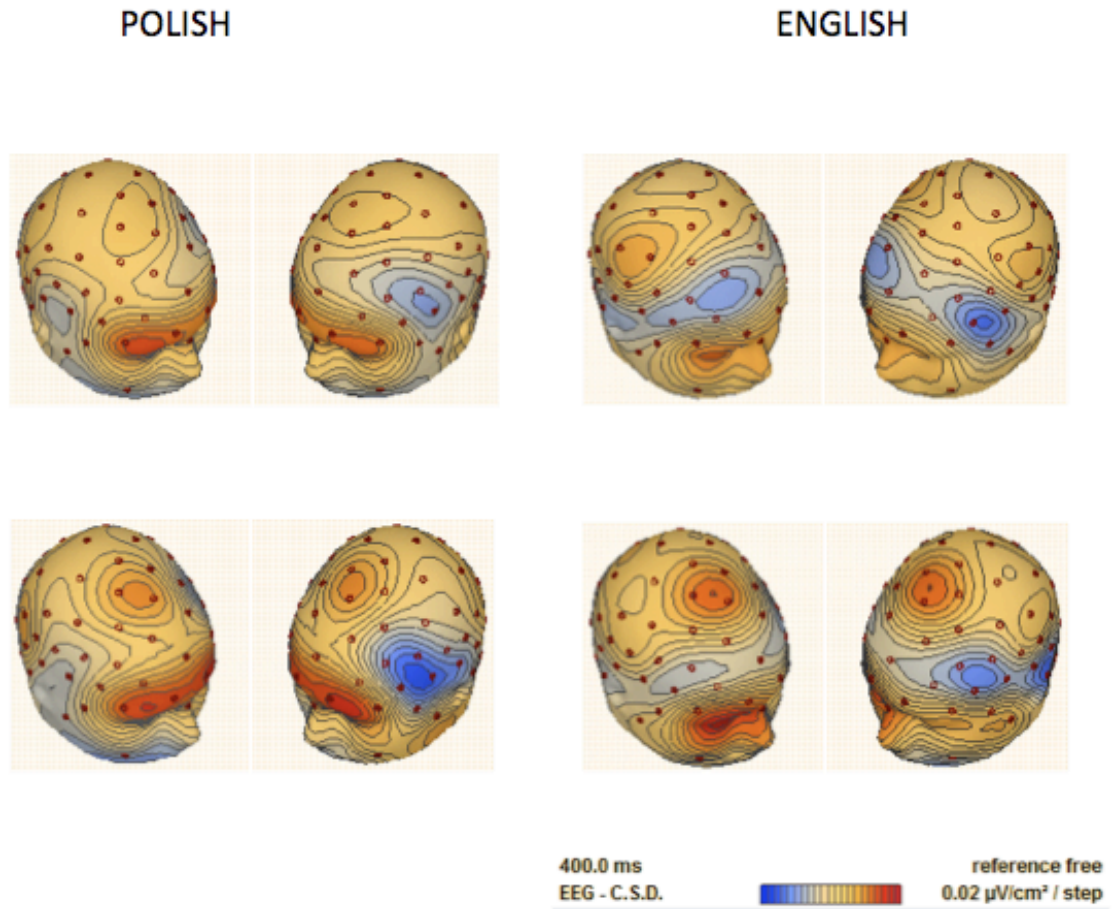 POLISH
ENGLISH
400.0 ms
reference free
EEG - C.S.D.
0.02 µV/cm² / step